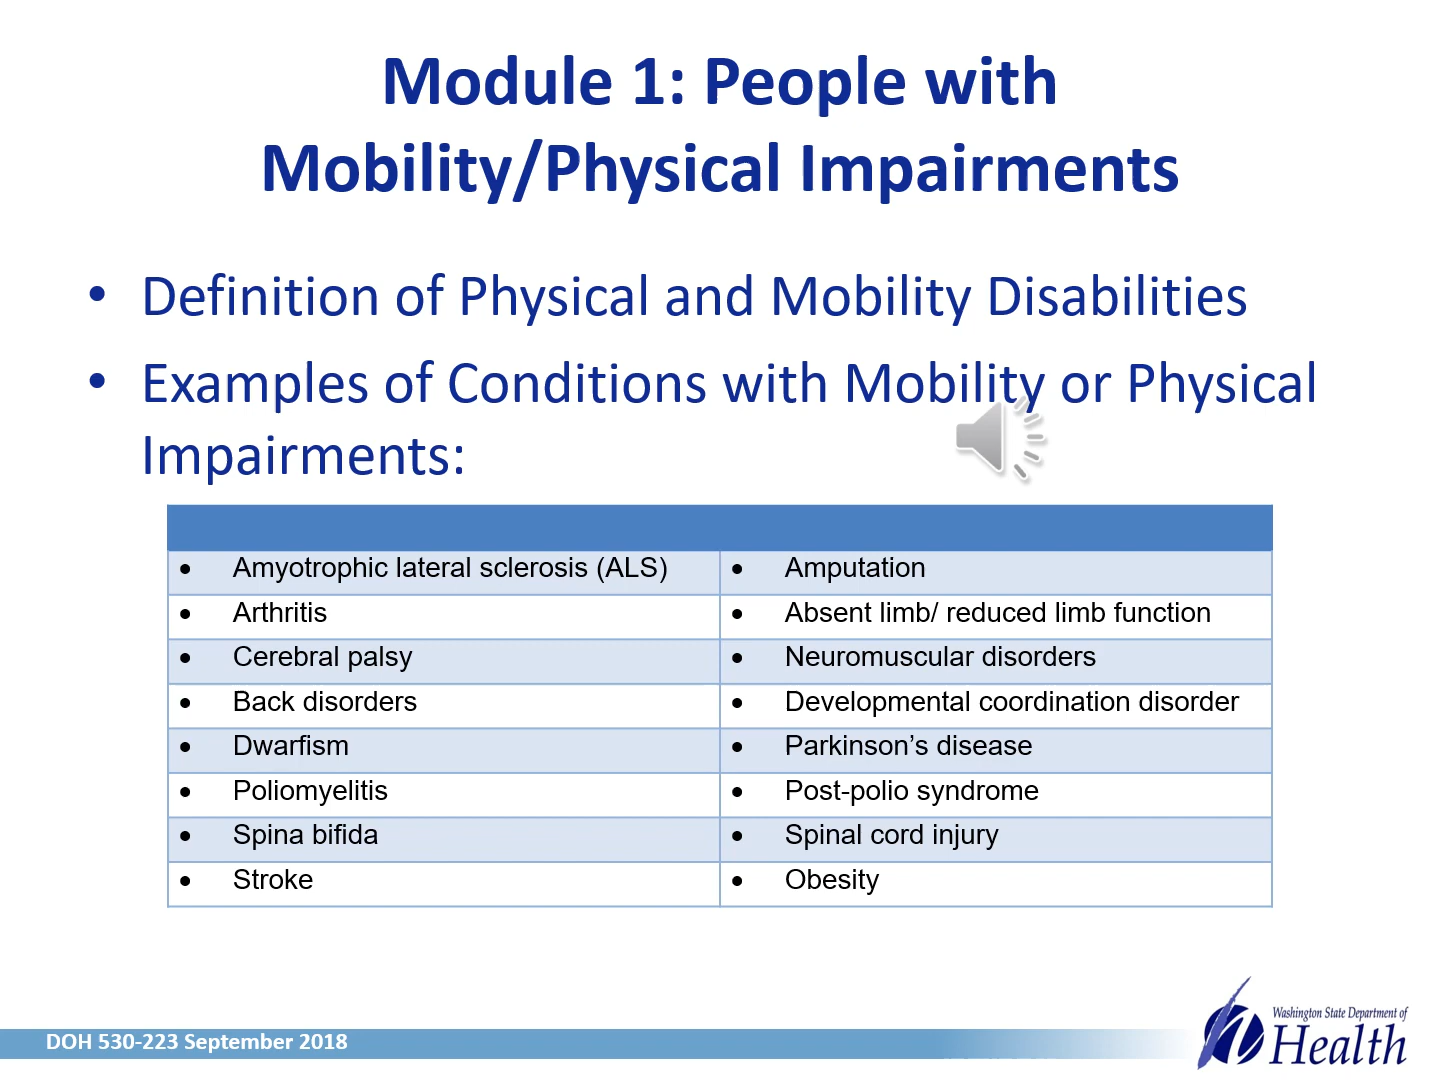 Module 1: People with
Mobility/Physical Impairments
• Definition of Physical and Mobility Disabilities
• Examples of Conditions with Mobility or Physical
Impairments:
• Amyotrophic lateral sclerosis (ALS) • Amputation
• Arthritis • Absent limb/ reduced limb function
• Cerebral palsy • Neuromuscular disorders
• Back disorders • Developmental coordination disorder
• Dwarfism • Parkinson’s disease
• Poliomyelitis • Post-polio syndrome
• Spina bifida • Spinal cord injury
• Stroke • Obesity
DOH 530-223 September 2018
Washington State Department of
Health